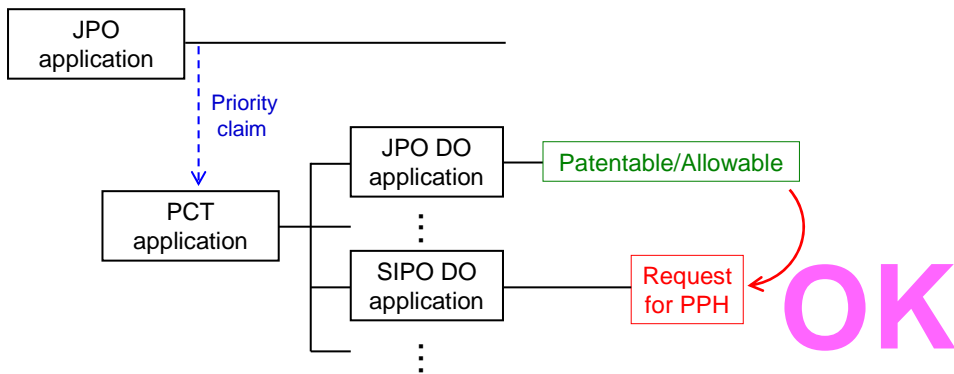 JPO
application
Priority
claim
JPO DO
application
Patentable/Allowable
PCT
application
⋮
SIPO DO
application
Request
for PPH
OK
⋮